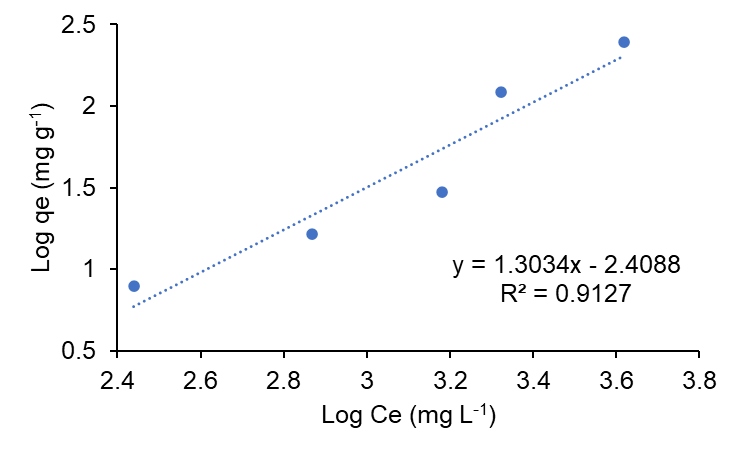 2.5
2
1.5
1
0.5
Log qe (mg g⁻¹)
y = 1.3034x - 2.4088
R² = 0.9127
2.4 2.6 2.8 3 3.2 3.4 3.6 3.8
Log Ce (mg L⁻¹)